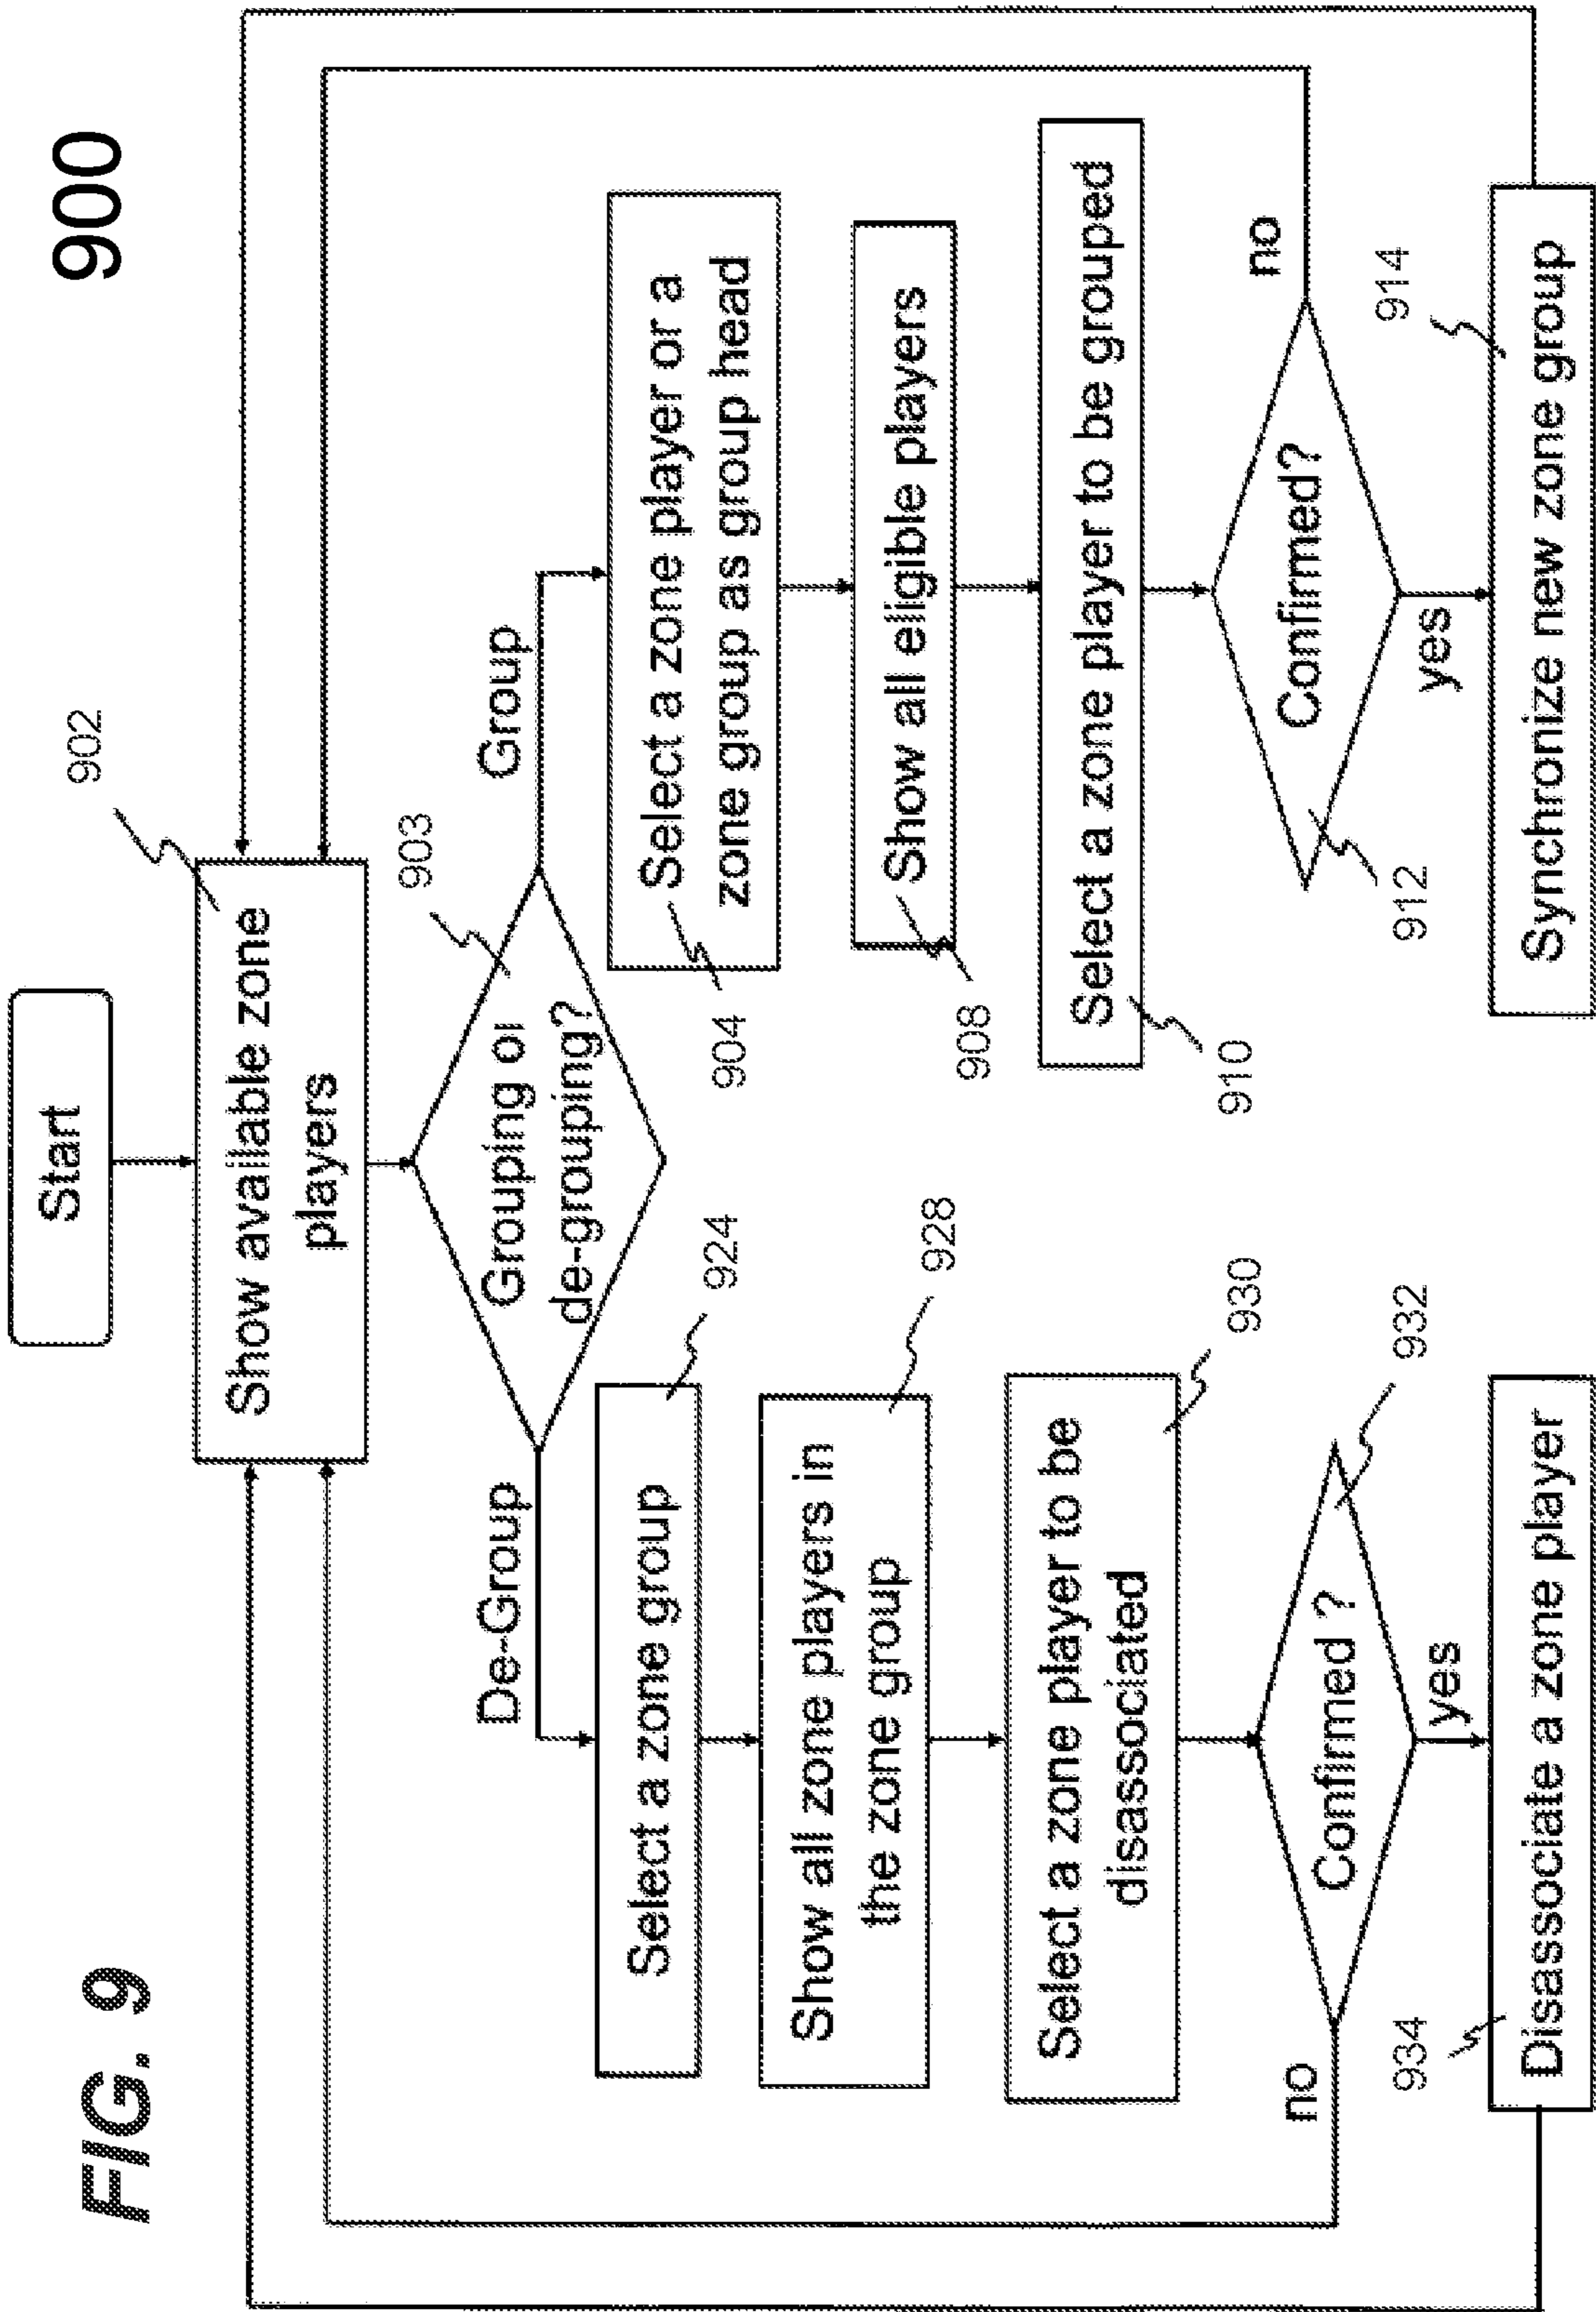 FIG. 9
900
Start
902
Show available zone
players
903
Grouping or
de-grouping?
De-Group
Group
924
Select a zone group
928
Show all zone players in
the zone group
930
Select a zone player to be
disassociated
932
Confirmed ?
no
yes
934
Disassociate a zone player
904
Select a zone player or a
zone group as group head
908
Show all eligible players
910
Select a zone player to be grouped
912
Confirmed?
no
yes
914
Synchronize new zone group